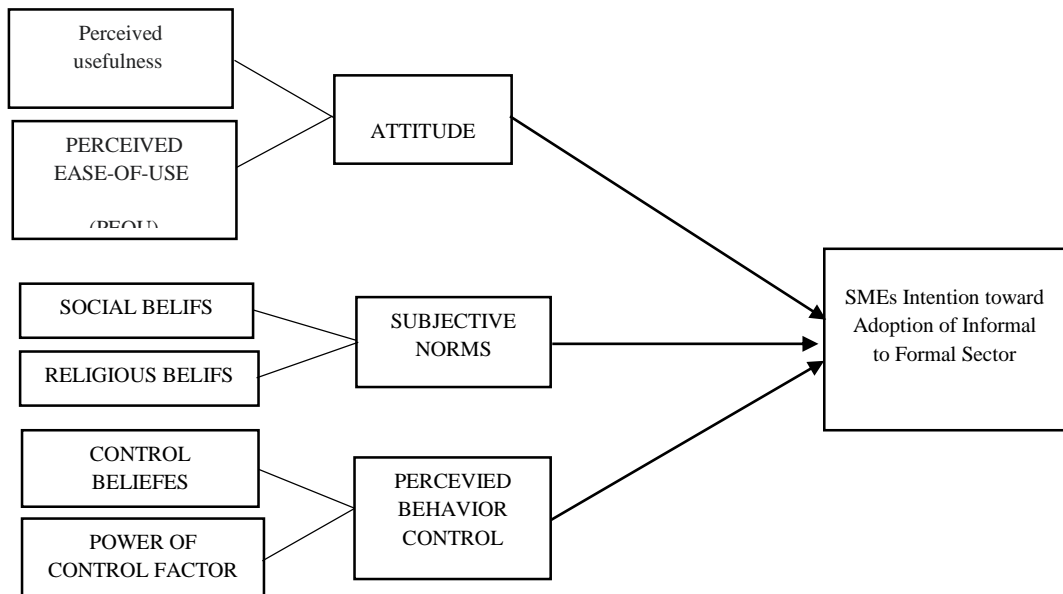 Perceived
usefulness
PERCEIVED
EASE-OF-USE
(PEOU)
ATTITUDE
SOCIAL BELIFS
RELIGIOUS BELIFS
SUBJECTIVE
NORMS
CONTROL
BELIEFES
POWER OF
CONTROL FACTOR
PERCEVIED
BEHAVIOR
CONTROL
SMEs Intention toward
Adoption of Informal
to Formal Sector